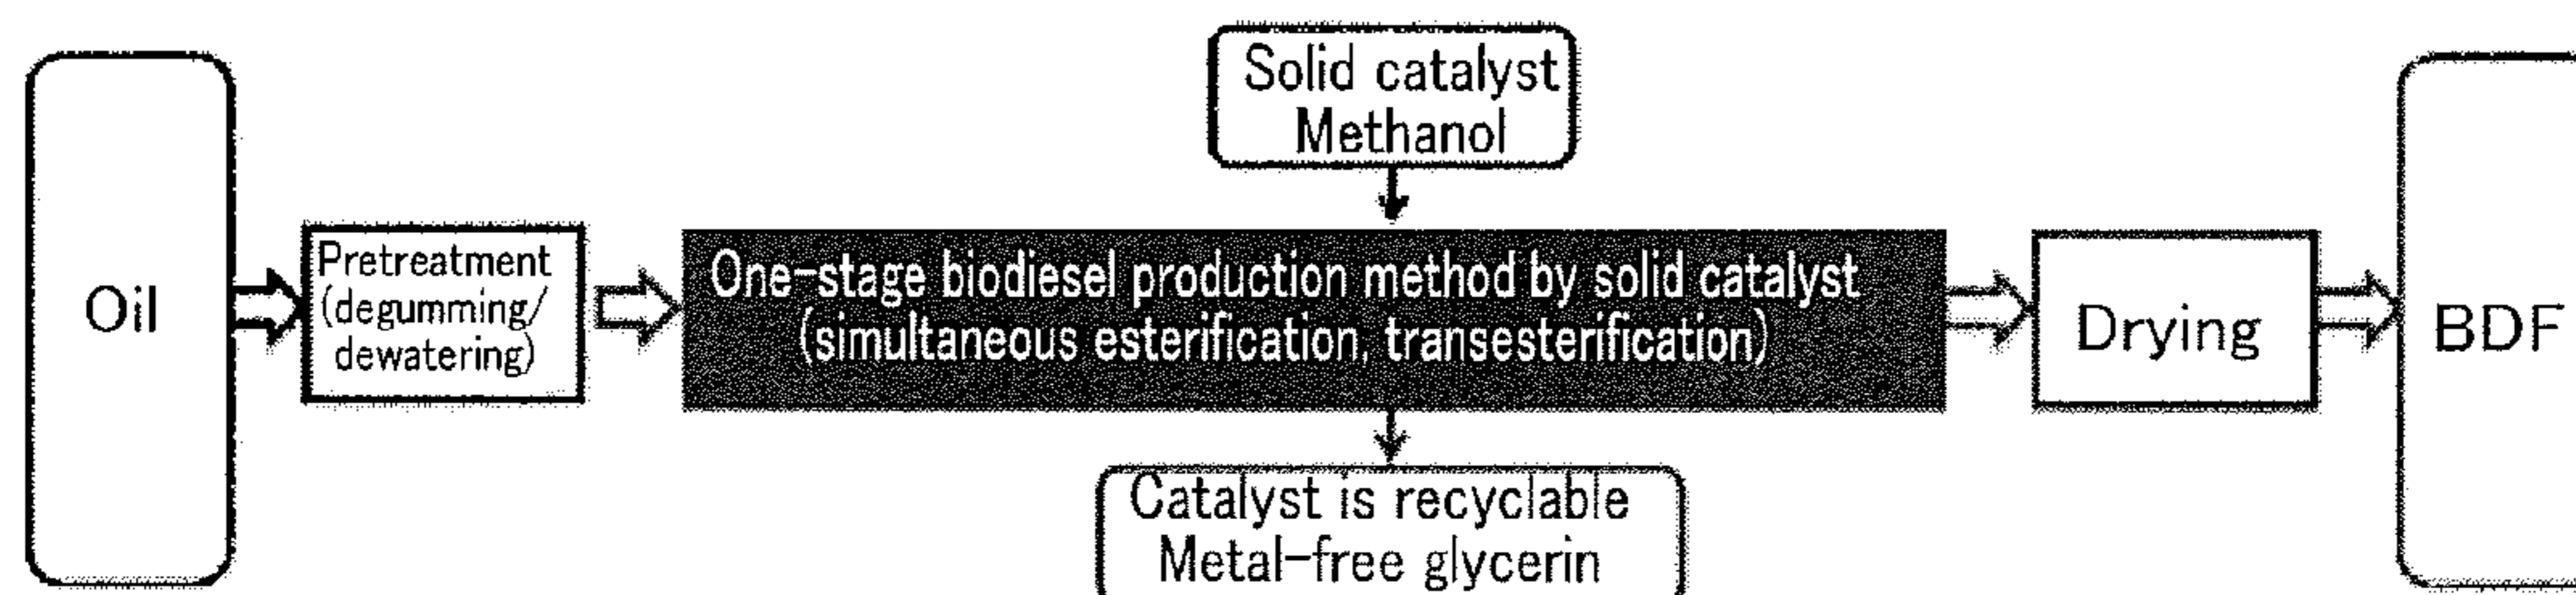 Solid catalyst
Methanol
Oil
Pretreatment
(degumming/
dewatering)
One-stage biodiesel production method by solid catalyst
(simultaneous esterification, transesterification)
Drying
BDF
Catalyst is recyclable
Metal-free glycerin